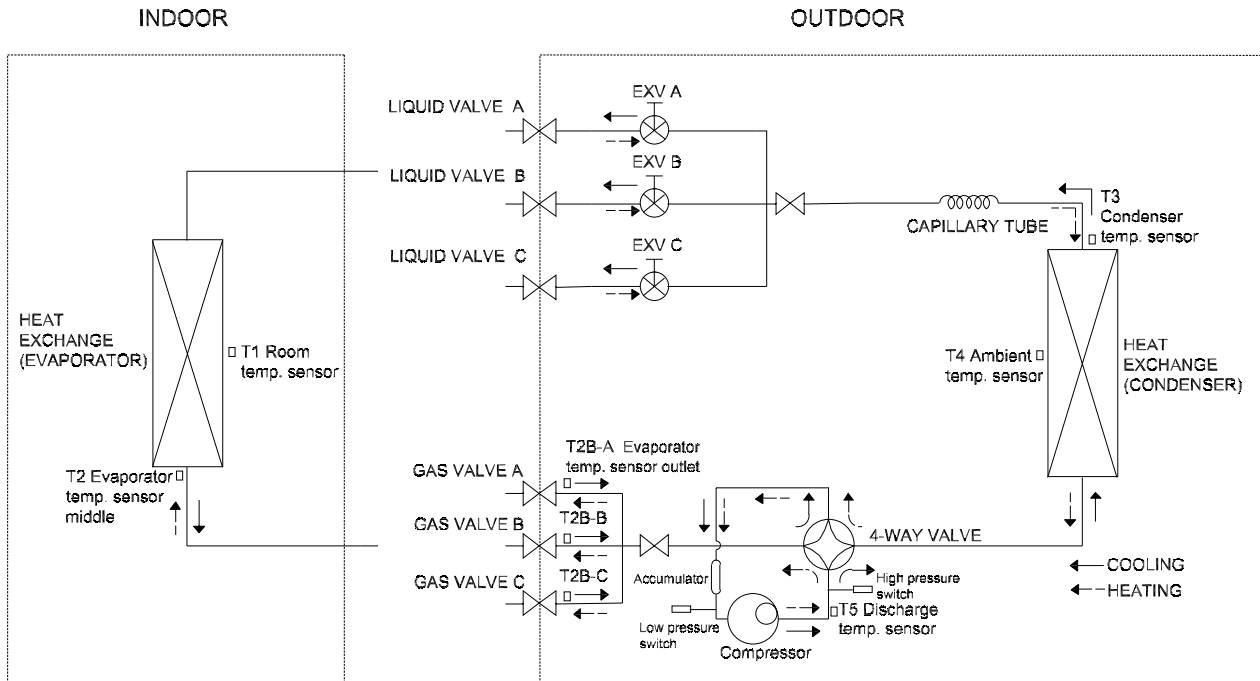 INDOOR
OUTDOOR
LIQUID VALVE A
EXV A
LIQUID VALVE B
EXV B
LIQUID VALVE C
EXV C
CAPILLARY TUBE
T3
Condenser
temp. sensor
HEAT
EXCHANGE
(EVAPORATOR)
T1 Room
temp. sensor
T4 Ambient
temp. sensor
HEAT
EXCHANGE
(CONDENSER)
T2 Evaporator
temp. sensor
middle
GAS VALVE A
T2B-A Evaporator
temp. sensor outlet
GAS VALVE B
T2B-B
GAS VALVE C
T2B-C
4-WAY VALVE
Accumulator
High pressure
switch
Low pressure
switch
T5 Discharge
temp. sensor
Compressor
COOLING
HEATING